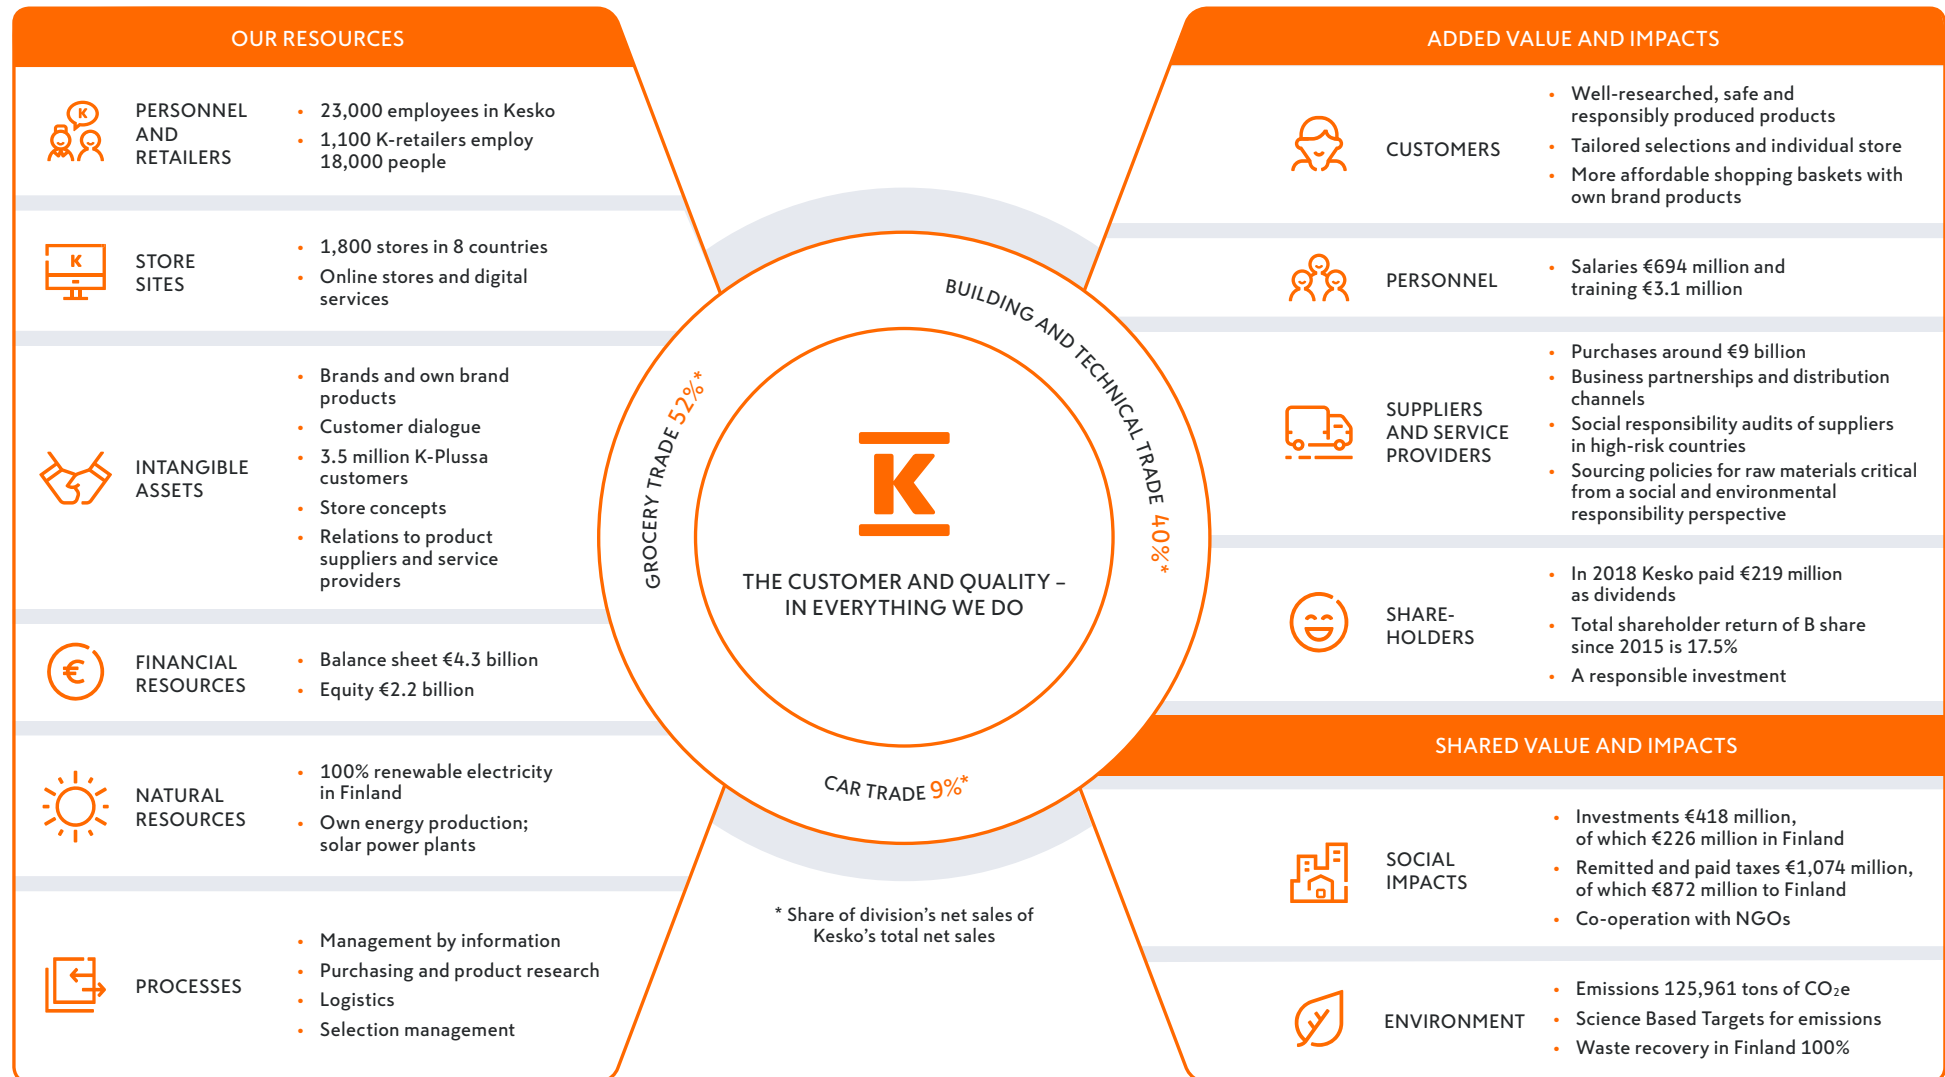 OUR RESOURCES
PERSONNEL
AND
RETAILERS
• 23,000 employees in Kesko
• 1,100 K-retailers employ
18,000 people
K
STORE
SITES
• 1,800 stores in 8 countries
• Online stores and digital
services
K
INTANGIBLE
ASSETS
• Brands and own brand
products
• Customer dialogue
• 3.5 million K-Plussa
customers
• Store concepts
• Relations to product
suppliers and service
providers
€
FINANCIAL
RESOURCES
• Balance sheet €4.3 billion
• Equity €2.2 billion
NATURAL
RESOURCES
• 100% renewable electricity
in Finland
• Own energy production;
solar power plants
PROCESSES
• Management by information
• Purchasing and product research
• Logistics
• Selection management
GROCERY TRADE 52%*
BUILDING AND TECHNICAL TRADE 40%*
CAR TRADE 9%*
K
THE CUSTOMER AND QUALITY –
IN EVERYTHING WE DO
* Share of division's net sales of
Kesko's total net sales
ADDED VALUE AND IMPACTS
CUSTOMERS
• Well-researched, safe and
responsibly produced products
• Tailored selections and individual store
• More affordable shopping baskets with
own brand products
PERSONNEL
• Salaries €694 million and
training €3.1 million
SUPPLIERS
AND SERVICE
PROVIDERS
• Purchases around €9 billion
• Business partnerships and distribution
channels
• Social responsibility audits of suppliers
in high-risk countries
• Sourcing policies for raw materials critical
from a social and environmental
responsibility perspective
SHARE-
HOLDERS
• In 2018 Kesko paid €219 million
as dividends
• Total shareholder return of B share
since 2015 is 17.5%
• A responsible investment
SHARED VALUE AND IMPACTS
SOCIAL
IMPACTS
• Investments €418 million,
of which €226 million in Finland
• Remitted and paid taxes €1,074 million,
of which €872 million to Finland
• Co-operation with NGOs
ENVIRONMENT
• Emissions 125,961 tons of CO₂e
• Science Based Targets for emissions
• Waste recovery in Finland 100%